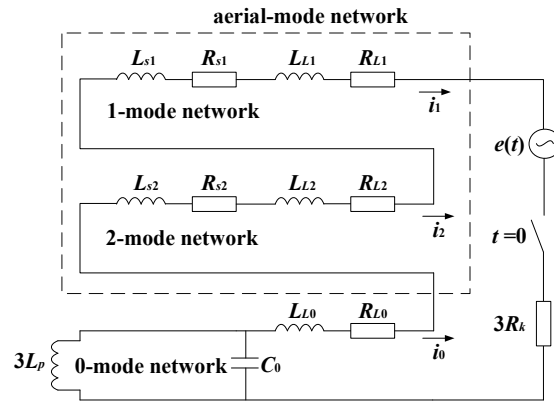 aerial-mode network
Ls1 Rs1 LL1 RL1
1-mode network
i1
e(t)
Ls2 Rs2 LL2 RL2
2-mode network
i2
t=0
LL0 RL0
3Lp 0-mode network C0
i0
3Rk